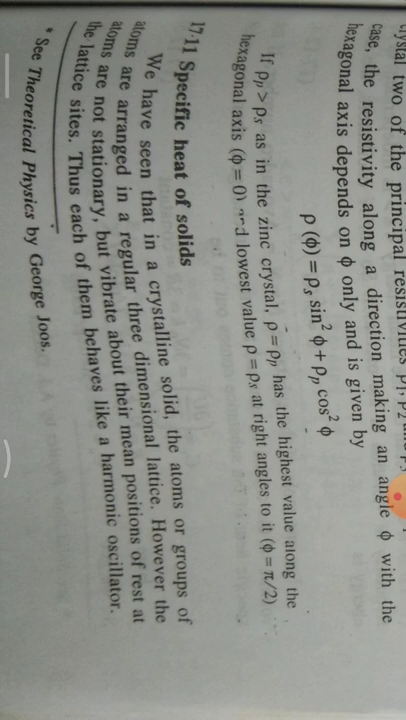 crystal two of the principal resistivities ρ1, ρ2
case, the resistivity along a direction making an angle ϕ with the
hexagonal axis depends on ϕ only and is given by
ρ (ϕ) = ρs sin² ϕ + ρp cos² ϕ
If ρp > ρs as in the zinc crystal, ρ = ρp has the highest value along the
hexagonal axis (ϕ = 0) and lowest value ρ = ρs at right angles to it (ϕ = π/2)
17·11 Specific heat of solids
We have seen that in a crystalline solid, the atoms or groups of
atoms are arranged in a regular three dimensional lattice. However the
atoms are not stationary, but vibrate about their mean positions of rest at
the lattice sites. Thus each of them behaves like a harmonic oscillator.
* See Theoretical Physics by George Joos.